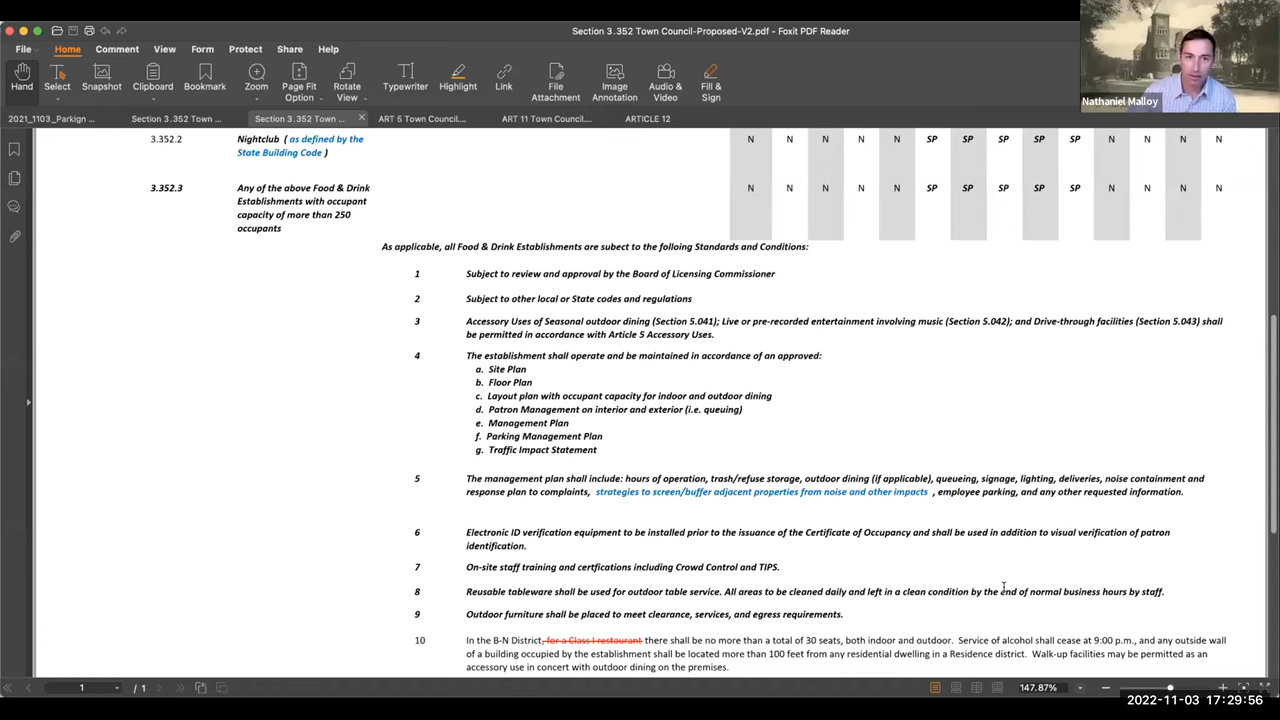 Section 3.352 Town Council-Proposed-V2.pdf - Foxit PDF Reader
File Home Comment View Form Protect Share Help
Hand Select Snapshot Clipboard Bookmark Zoom Page Fit Option Rotate View Typewriter Highlight Link File Attachment Image Annotation Audio & Video Fill & Sign
Nathaniel Malloy
2021_1103_Parkign ... Section 3.352 Town ... Section 3.352 Town ... ART 5 Town Council.... ART 11 Town Council.... ARTICLE 12
3.352.2 Nightclub ( as defined by the N N N N N SP SP SP SP SP N N N N
State Building Code )
3.352.3 Any of the above Food & Drink N N N N N SP SP SP SP SP N N N N
Establishments with occupant
capacity of more than 250
occupants
As applicable, all Food & Drink Establishments are subect to the folloing Standards and Conditions:
1 Subject to review and approval by the Board of Licensing Commissioner
2 Subject to other local or State codes and regulations
3 Accessory Uses of Seasonal outdoor dining (Section 5.041); Live or pre-recorded entertainment involving music (Section 5.042); and Drive-through facilities (Section 5.043) shall
be permitted in accordance with Article 5 Accessory Uses.
4 The establishment shall operate and be maintained in accordance of an approved:
a. Site Plan
b. Floor Plan
c. Layout plan with occupant capacity for indoor and outdoor dining
d. Patron Management on interior and exterior (i.e. queuing)
e. Management Plan
f. Parking Management Plan
g. Traffic Impact Statement
5 The management plan shall include: hours of operation, trash/refuse storage, outdoor dining (if applicable), queueing, signage, lighting, deliveries, noise containment and
response plan to complaints, strategies to screen/buffer adjacent properties from noise and other impacts , employee parking, and any other requested information.
6 Electronic ID verification equipment to be installed prior to the issuance of the Certificate of Occupancy and shall be used in addition to visual verification of patron
identification.
7 On-site staff training and certfications including Crowd Control and TIPS.
8 Reusable tableware shall be used for outdoor table service. All areas to be cleaned daily and left in a clean condition by the end of normal business hours by staff.
9 Outdoor furniture shall be placed to meet clearance, services, and egress requirements.
10 In the B-N District, for a Class I restaurant there shall be no more than a total of 30 seats, both indoor and outdoor. Service of alcohol shall cease at 9:00 p.m., and any outside wall
of a building occupied by the establishment shall be located more than 100 feet from any residential dwelling in a Residence district. Walk-up facilities may be permitted as an
accessory use in concert with outdoor dining on the premises.
1 / 1 147.87%
2022-11-03 17:29:56